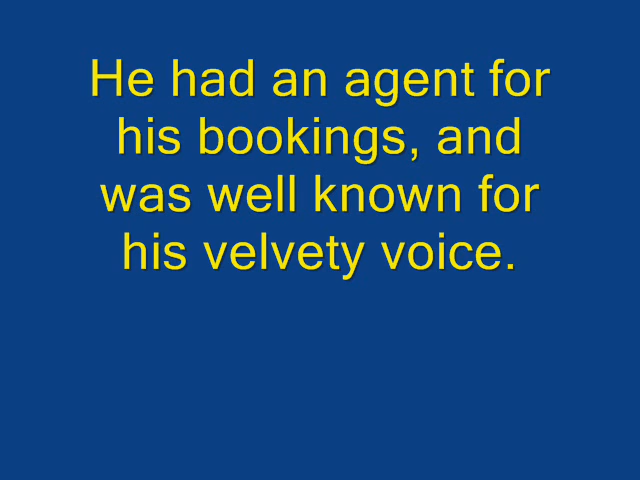 He had an agent for
his bookings, and
was well known for
his velvety voice.